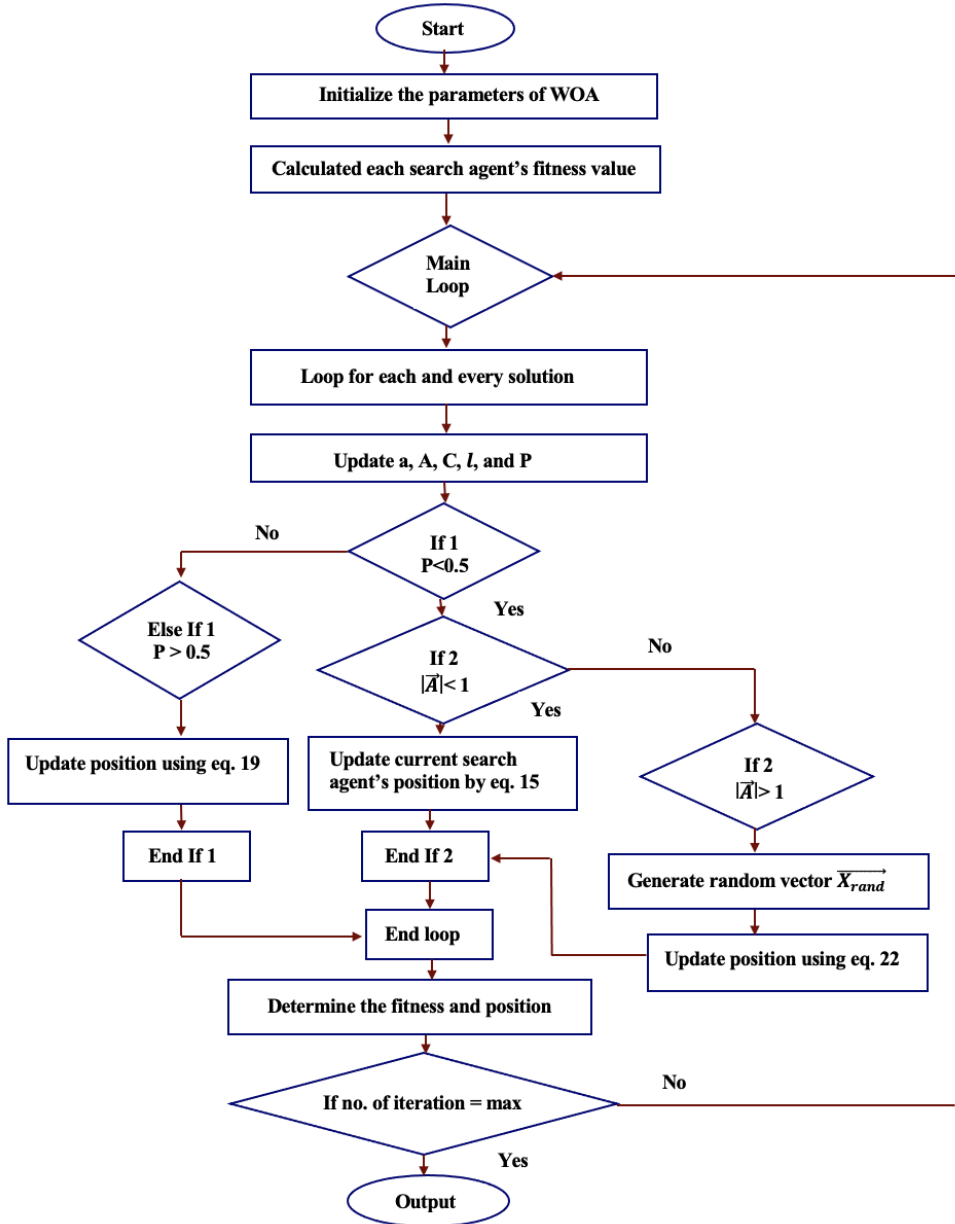 Start
Initialize the parameters of WOA
Calculated each search agent's fitness value
Main
Loop
Loop for each and every solution
Update a, A, C, l, and P
No
If 1
P<0.5
Yes
Else If 1
P > 0.5
If 2
|A⃗|< 1
No
Yes
Update position using eq. 19
Update current search
agent's position by eq. 15
If 2
|A⃗|> 1
End If 1
End If 2
Generate random vector X⃗rand
End loop
Update position using eq. 22
Determine the fitness and position
If no. of iteration = max
No
Yes
Output